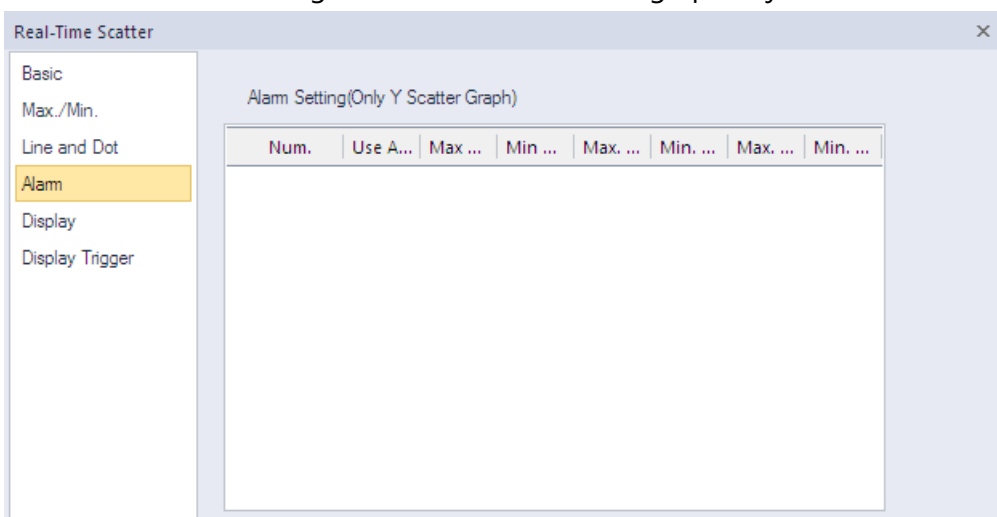 Real-Time Scatter
Basic
Max./Min.
Line and Dot
Alarm
Display
Display Trigger
Alarm Setting(Only Y Scatter Graph)
Num. Use A... Max ... Min ... Max. ... Min. ... Max. ... Min. ...